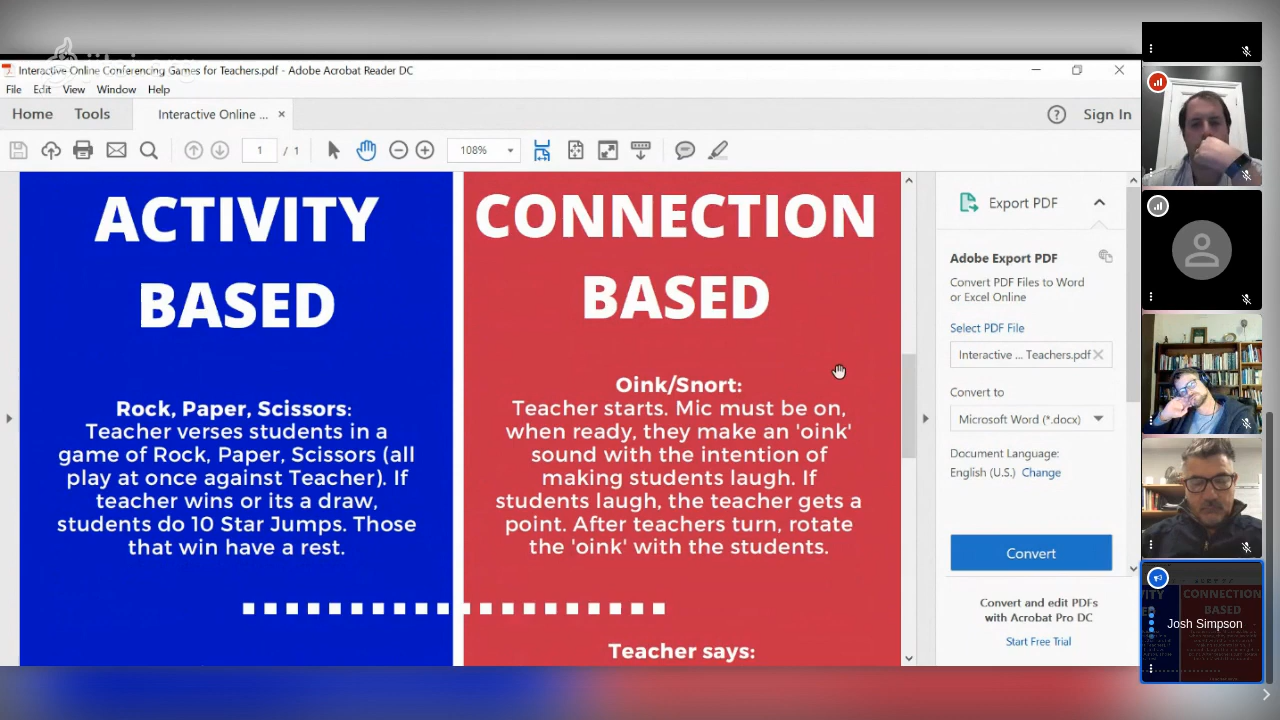 Interactive Online Conferencing Games for Teachers.pdf - Adobe Acrobat Reader DC
File Edit View Window Help
Home Tools Interactive Online ... × Sign In
1 / 1 108%
ACTIVITY
BASED
Rock, Paper, Scissors:
Teacher verses students in a
game of Rock, Paper, Scissors (all
play at once against Teacher). If
teacher wins or its a draw,
students do 10 Star Jumps. Those
that win have a rest.
CONNECTION
BASED
Oink/Snort:
Teacher starts. Mic must be on,
when ready, they make an 'oink'
sound with the intention of
making students laugh. If
students laugh, the teacher gets a
point. After teachers turn, rotate
the 'oink' with the students.
Teacher says:
Export PDF
Adobe Export PDF
Convert PDF Files to Word
or Excel Online
Select PDF File
Interactive ... Teachers.pdf
Convert to
Microsoft Word (*.docx)
Document Language:
English (U.S.) Change
Convert
Convert and edit PDFs
with Acrobat Pro DC
Start Free Trial
CONNECTION
BASED
Josh Simpson